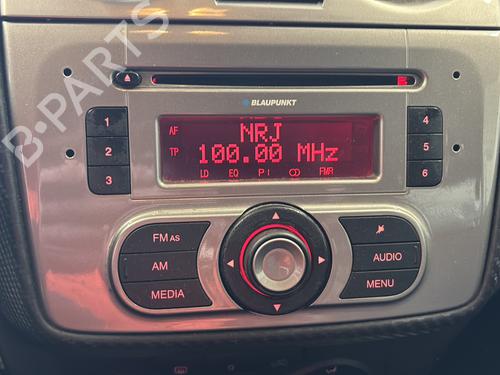 B-PARTS
BLAUPUNKT
1
2
3
AF
NRJ
TP
100.00 MHz
LD EQ PI FMR
4
5
6
FM AS
AM
MEDIA
AUDIO
MENU